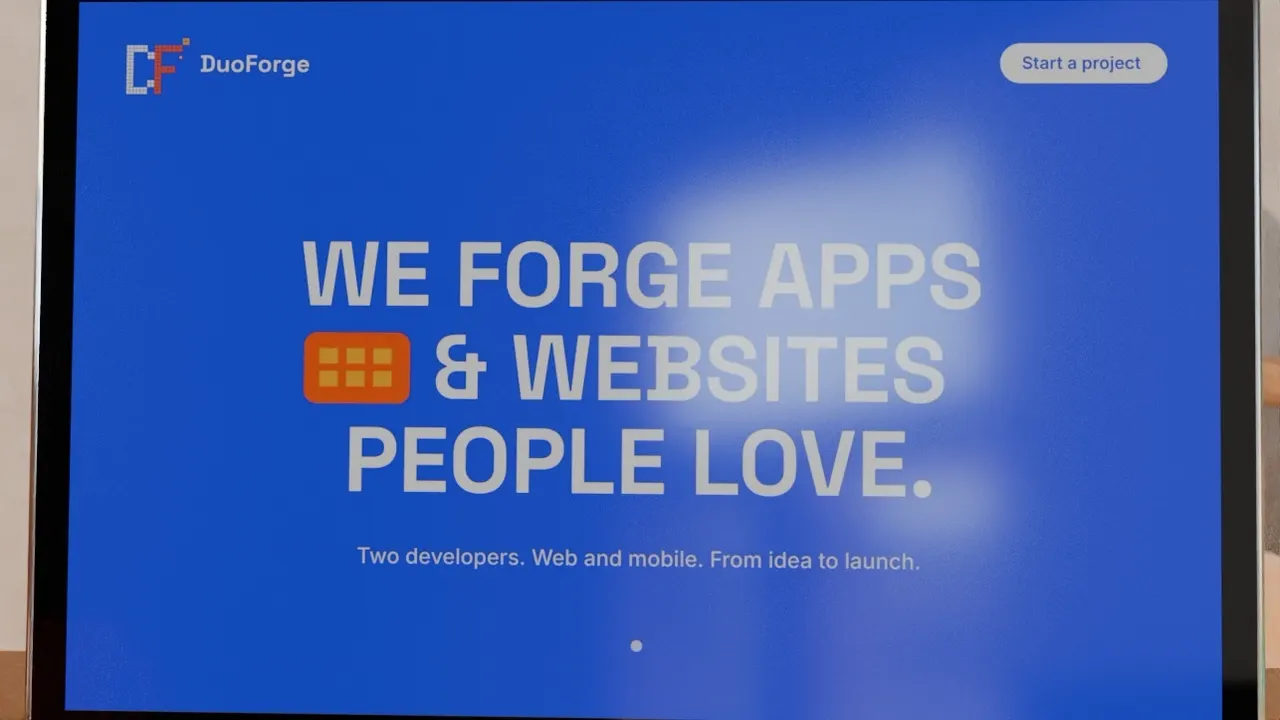 DuoForge
Start a project
WE FORGE APPS
& WEBSITES
PEOPLE LOVE.
Two developers. Web and mobile. From idea to launch.